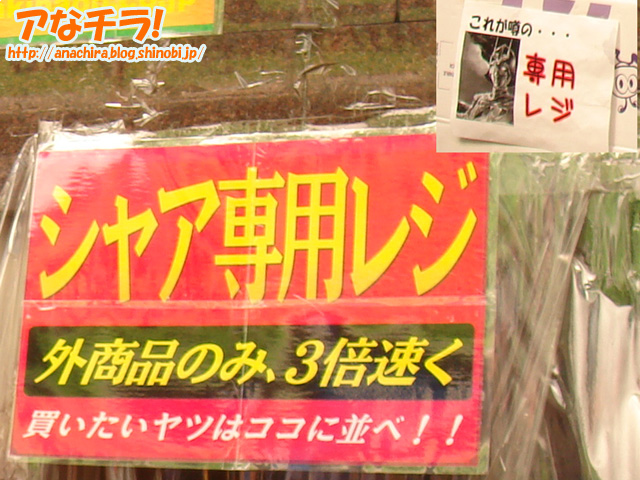 アなチラ!
http://anachira.blog.shinobi.jp/
これが噂の・・・
専用
レジ
シャア専用レジ
外商品のみ、3倍速く
買いたいヤツはココに並べ!!